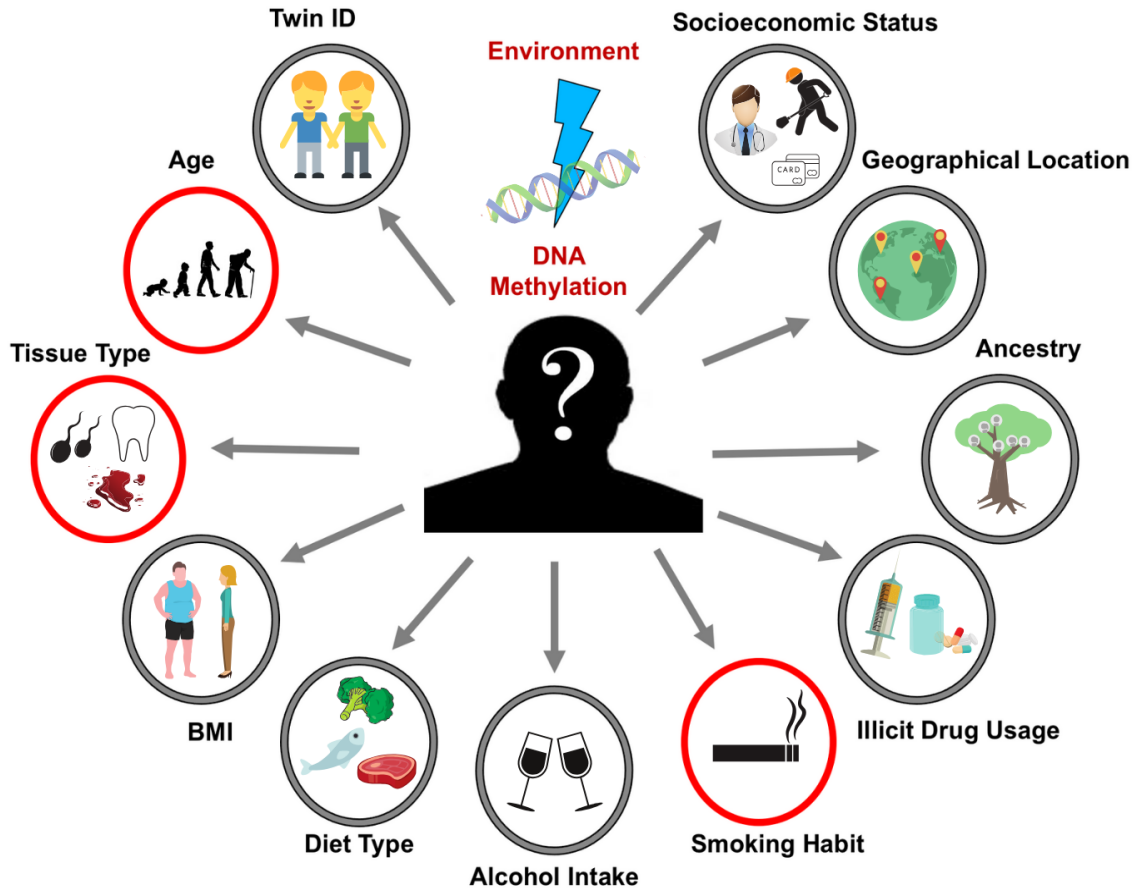 Twin ID
Environment
Socioeconomic Status
CARD
Age
Geographical Location
DNA
Methylation
Tissue Type
Ancestry
?
BMI
Illicit Drug Usage
Diet Type
Smoking Habit
Alcohol Intake